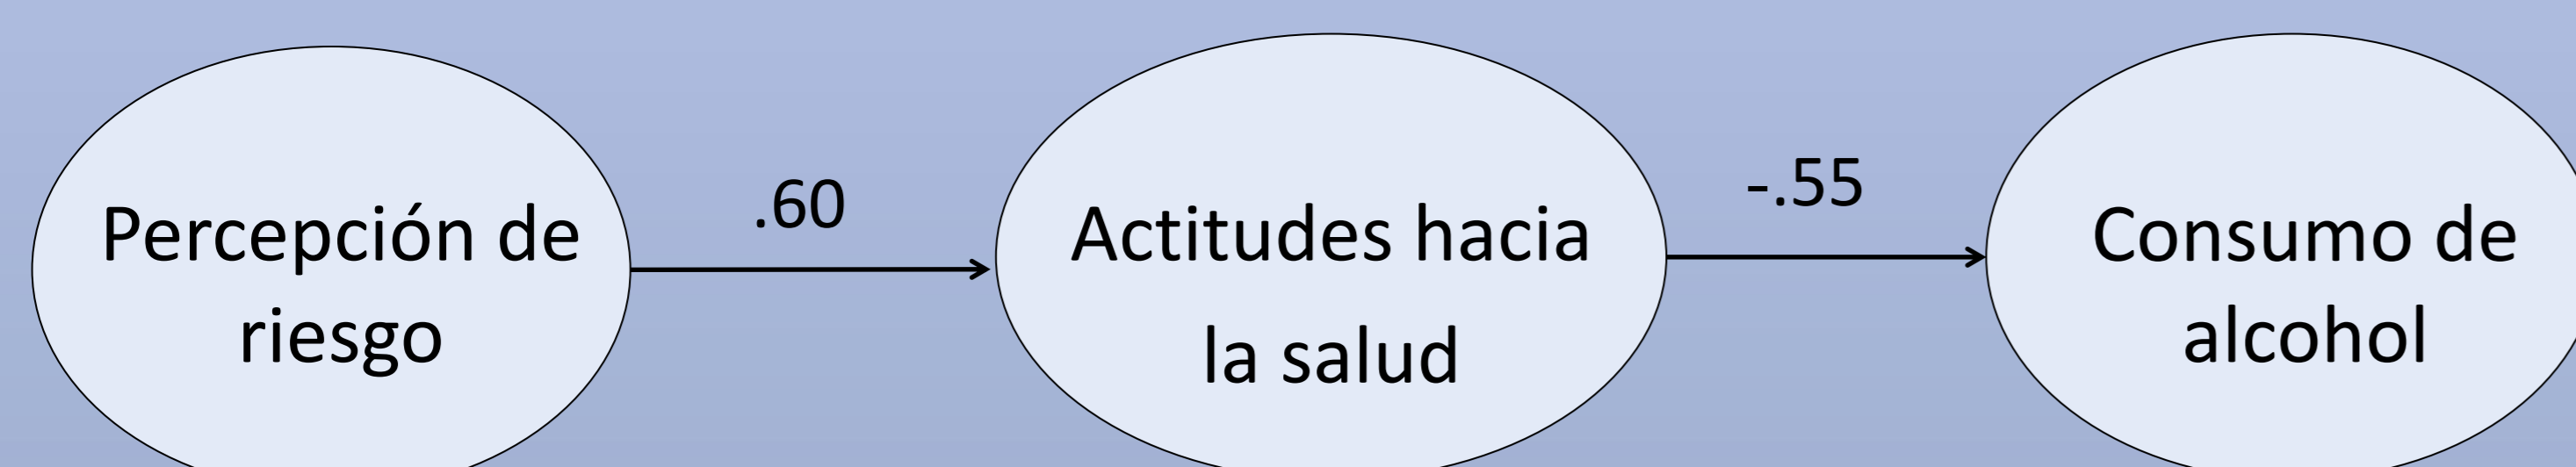 Percepción de
riesgo
.60
Actitudes hacia
la salud
-.55
Consumo de
alcohol